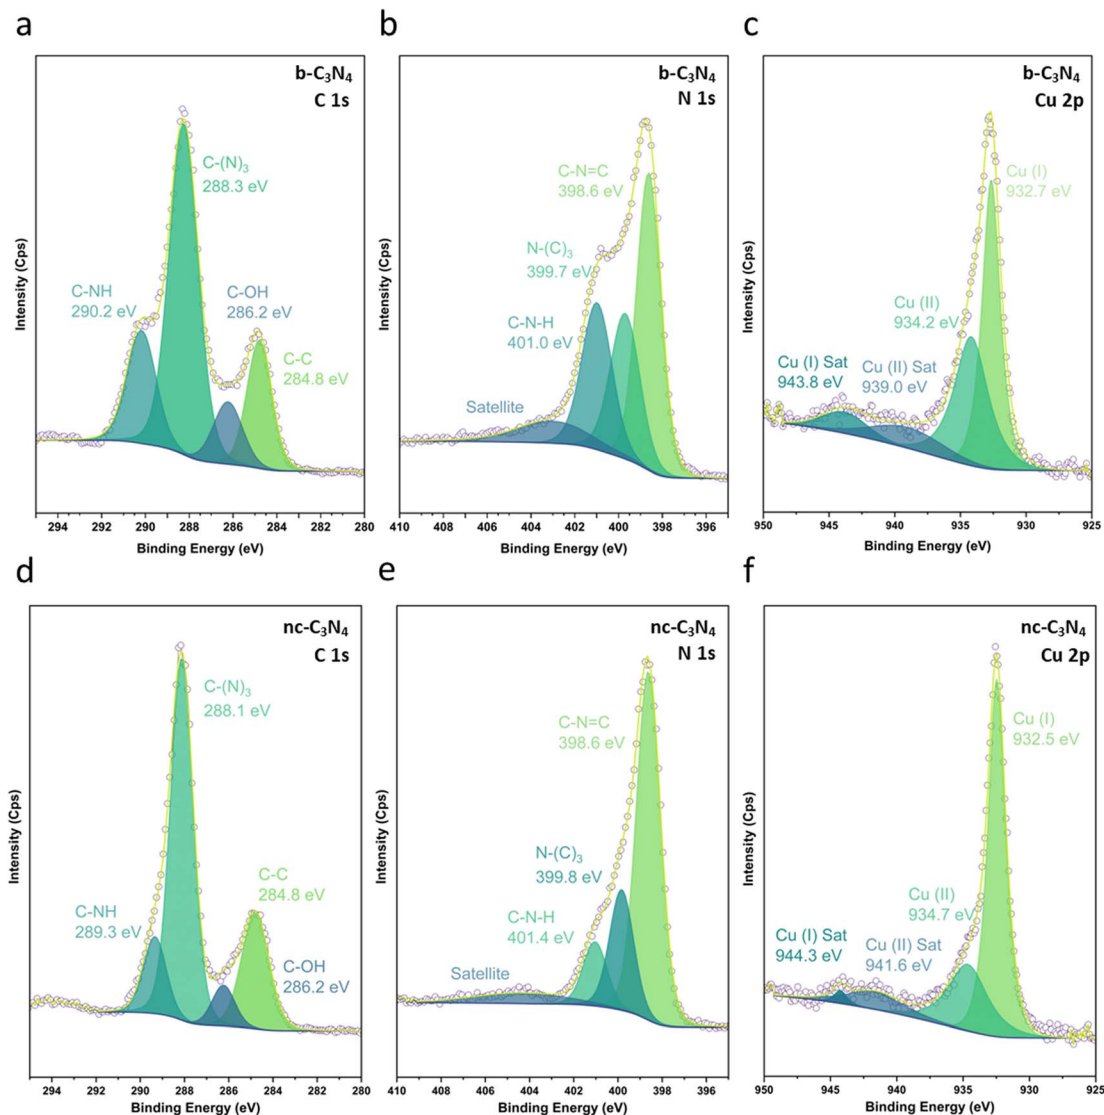 a
b-C₃N₄
C 1s
C-(N)₃
288.3 eV
C-NH
290.2 eV
C-OH
286.2 eV
C-C
284.8 eV
Intensity (Cps)
294 292 290 288 286 284 282 280
Binding Energy (eV)
b
b-C₃N₄
N 1s
C-N=C
398.6 eV
N-(C)₃
399.7 eV
C-N-H
401.0 eV
Satellite
Intensity (Cps)
410 408 406 404 402 400 398 396
Binding Energy (eV)
c
b-C₃N₄
Cu 2p
Cu (I)
932.7 eV
Cu (II)
934.2 eV
Cu (I) Sat
943.8 eV
Cu (II) Sat
939.0 eV
Intensity (Cps)
950 945 940 935 930 925
Binding Energy (eV)
d
nc-C₃N₄
C 1s
C-(N)₃
288.1 eV
C-C
284.8 eV
C-NH
289.3 eV
C-OH
286.2 eV
Intensity (Cps)
294 292 290 288 286 284 282 280
Binding Energy (eV)
e
nc-C₃N₄
N 1s
C-N=C
398.6 eV
N-(C)₃
399.8 eV
C-N-H
401.4 eV
Satellite
Intensity (Cps)
410 408 406 404 402 400 398 396
Binding Energy (eV)
f
nc-C₃N₄
Cu 2p
Cu (I)
932.5 eV
Cu (II)
934.7 eV
Cu (I) Sat
944.3 eV
Cu (II) Sat
941.6 eV
Intensity (Cps)
950 945 940 935 930 925
Binding Energy (eV)